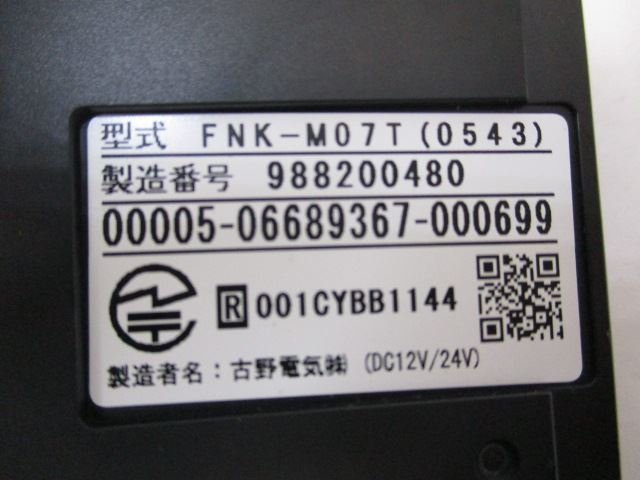 型式 FNK-M07T(0543)
製造番号 988200480
00005-06689367-000699
R 001CYBB1144
製造者名:古野電気㈱ (DC12V/24V)